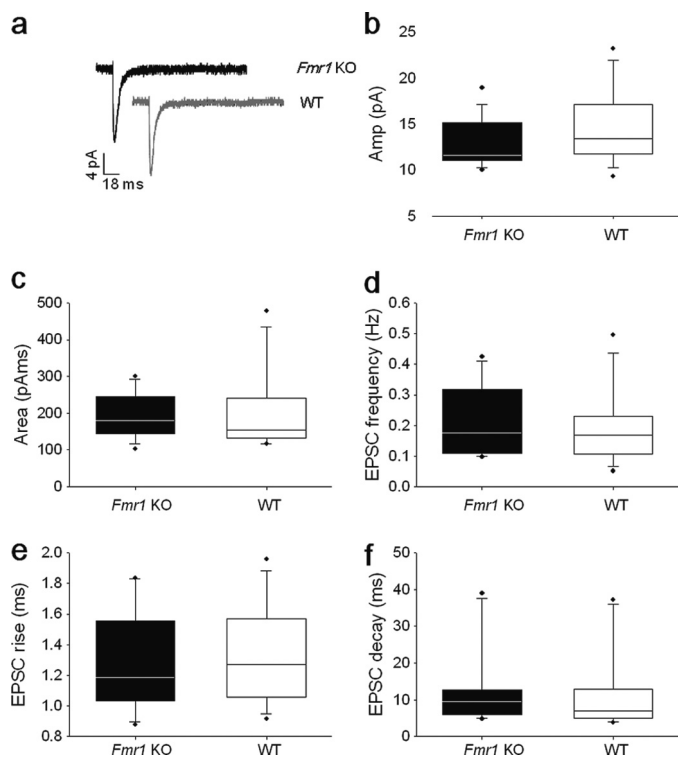 a
Fmr1 KO
WT
4 pA
18 ms
b
Amp (pA)
25
20
15
10
5
Fmr1 KO
WT
c
Area (pAms)
500
400
300
200
100
0
Fmr1 KO
WT
d
EPSC frequency (Hz)
0.6
0.5
0.4
0.3
0.2
0.1
0.0
Fmr1 KO
WT
e
EPSC rise (ms)
2.0
1.8
1.6
1.4
1.2
1.0
0.8
Fmr1 KO
WT
f
EPSC decay (ms)
50
40
30
20
10
0
Fmr1 KO
WT